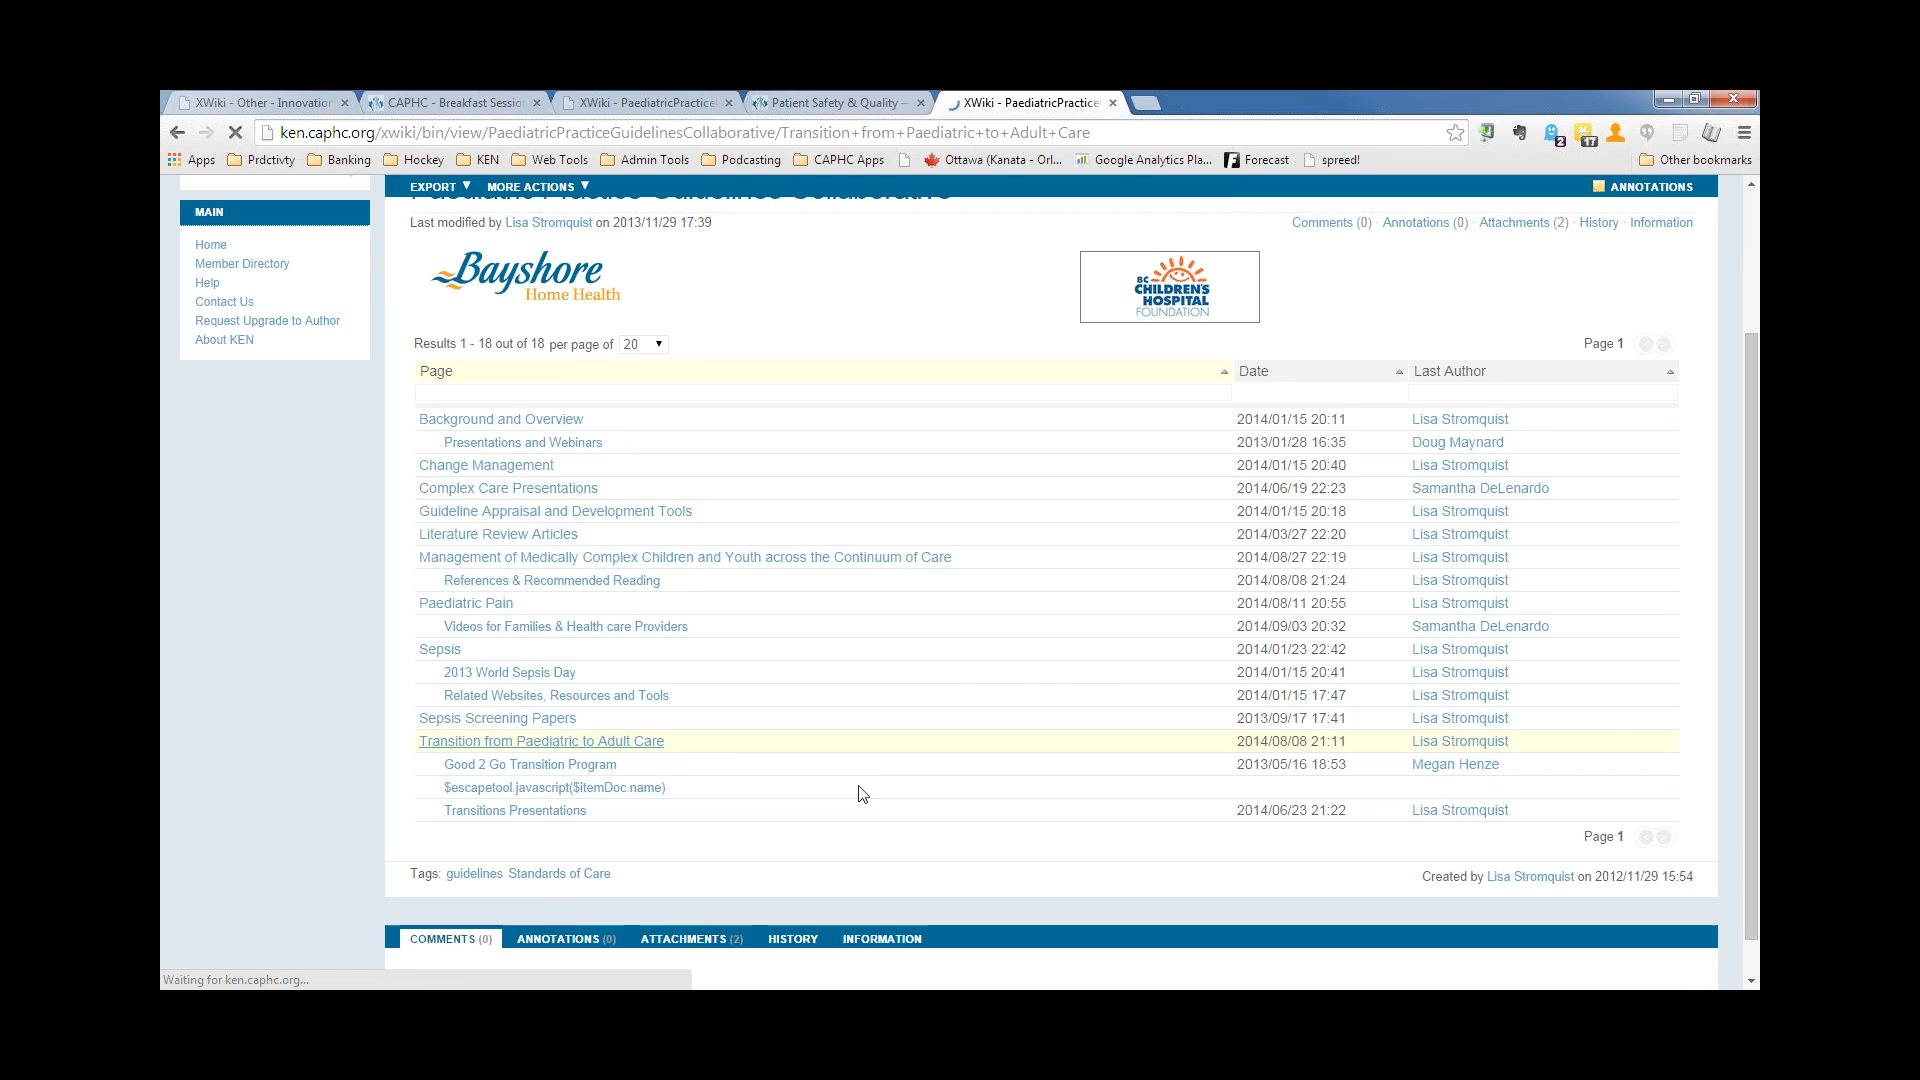 XWiki - Other - Innovation
CAPHC - Breakfast Sessio
XWiki - PaediatricPractice
Patient Safety & Quality –
XWiki - PaediatricPractice
ken.caphc.org/xwiki/bin/view/PaediatricPracticeGuidelinesCollaborative/Transition+from+Paediatric+to+Adult+Care
2
17
Apps Prdctivty Banking Hockey KEN Web Tools Admin Tools Podcasting CAPHC Apps Ottawa (Kanata - Orl... Google Analytics Pla... Forecast spreed! Other bookmarks
EXPORT MORE ACTIONS ANNOTATIONS
Paediatric Practice Guidelines Collaborative
MAIN
Home
Member Directory
Help
Contact Us
Request Upgrade to Author
About KEN
Last modified by Lisa Stromquist on 2013/11/29 17:39
Comments (0) · Annotations (0) · Attachments (2) · History · Information
Bayshore
Home Health
BC
CHILDREN'S
HOSPITAL
FOUNDATION
Results 1 - 18 out of 18 per page of 20 Page 1
Page Date Last Author
Background and Overview 2014/01/15 20:11 Lisa Stromquist
Presentations and Webinars 2013/01/28 16:35 Doug Maynard
Change Management 2014/01/15 20:40 Lisa Stromquist
Complex Care Presentations 2014/06/19 22:23 Samantha DeLenardo
Guideline Appraisal and Development Tools 2014/01/15 20:18 Lisa Stromquist
Literature Review Articles 2014/03/27 22:20 Lisa Stromquist
Management of Medically Complex Children and Youth across the Continuum of Care 2014/08/27 22:19 Lisa Stromquist
References & Recommended Reading 2014/08/08 21:24 Lisa Stromquist
Paediatric Pain 2014/08/11 20:55 Lisa Stromquist
Videos for Families & Health care Providers 2014/09/03 20:32 Samantha DeLenardo
Sepsis 2014/01/23 22:42 Lisa Stromquist
2013 World Sepsis Day 2014/01/15 20:41 Lisa Stromquist
Related Websites, Resources and Tools 2014/01/15 17:47 Lisa Stromquist
Sepsis Screening Papers 2013/09/17 17:41 Lisa Stromquist
Transition from Paediatric to Adult Care 2014/08/08 21:11 Lisa Stromquist
Good 2 Go Transition Program 2013/05/16 18:53 Megan Henze
$escapetool.javascript($itemDoc.name)
Transitions Presentations 2014/06/23 21:22 Lisa Stromquist
Page 1
Tags: guidelines Standards of Care
Created by Lisa Stromquist on 2012/11/29 15:54
COMMENTS (0) ANNOTATIONS (0) ATTACHMENTS (2) HISTORY INFORMATION
Waiting for ken.caphc.org...